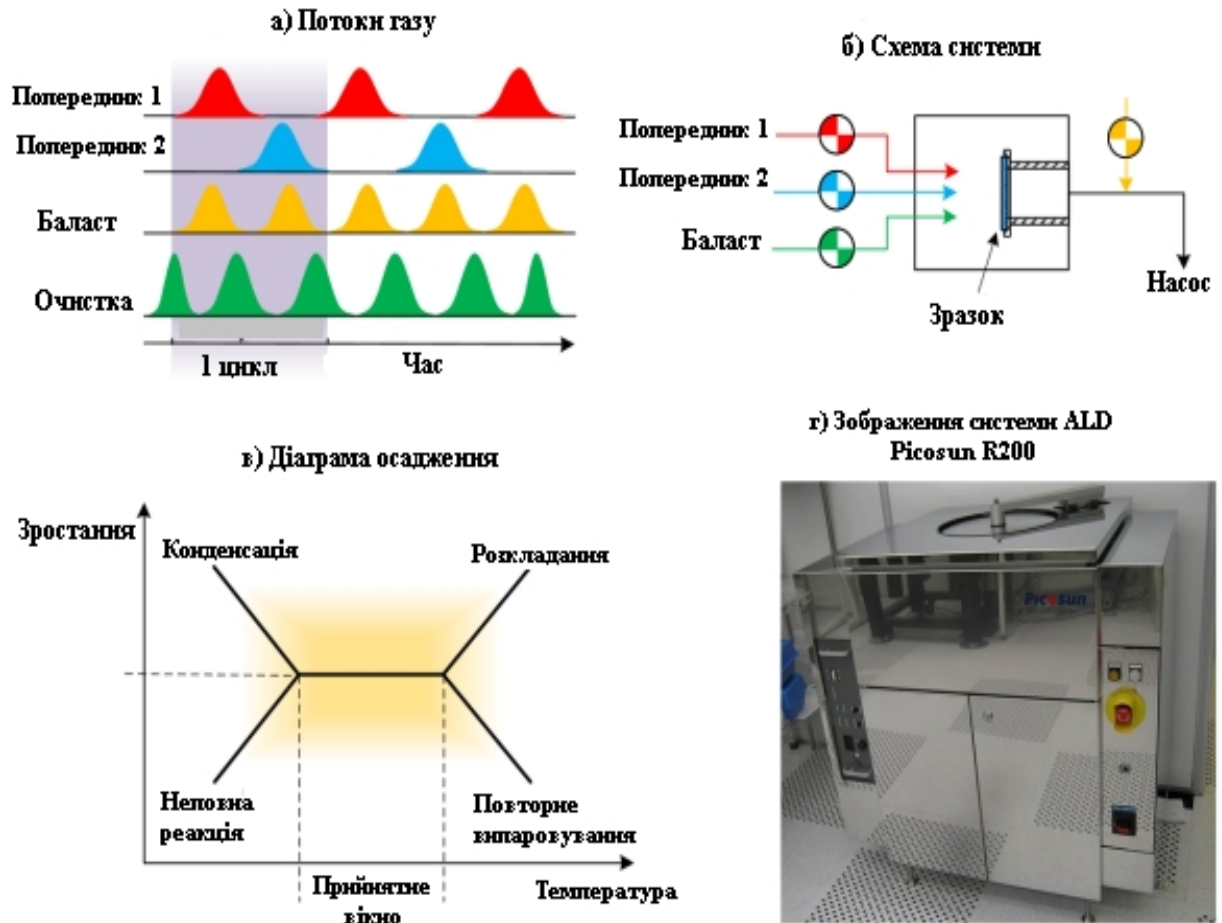 а) Потоки газу
Попередник 1
Попередник 2
Баласт
Очистка
1 цикл
Час
б) Схема системи
Попередник 1
Попередник 2
Баласт
Зразок
Насос
в) Діаграма осадження
Зростання
Конденсація
Розкладання
Неповна
реакція
Повторне
випаровування
Прийнятне
вікно
Температура
г) Зображення системи ALD
Picosun R200
Picosun